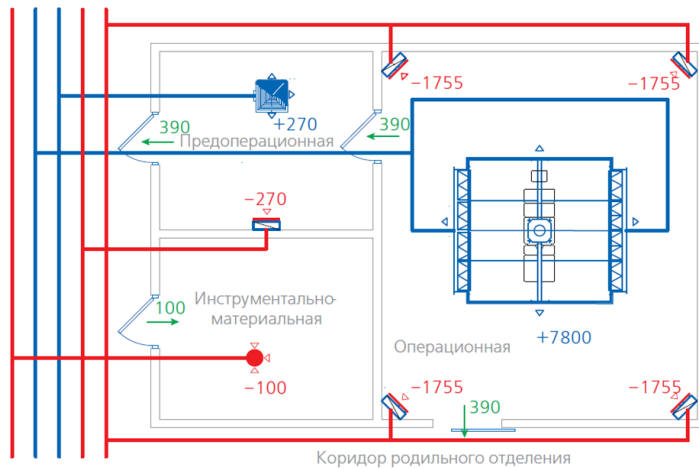 −1755
−1755
390
+270
390
Предоперационная
−270
100
Инструментально-
материальная
+7800
Операционная
−100
−1755
390
−1755
Коридор родильного отделения